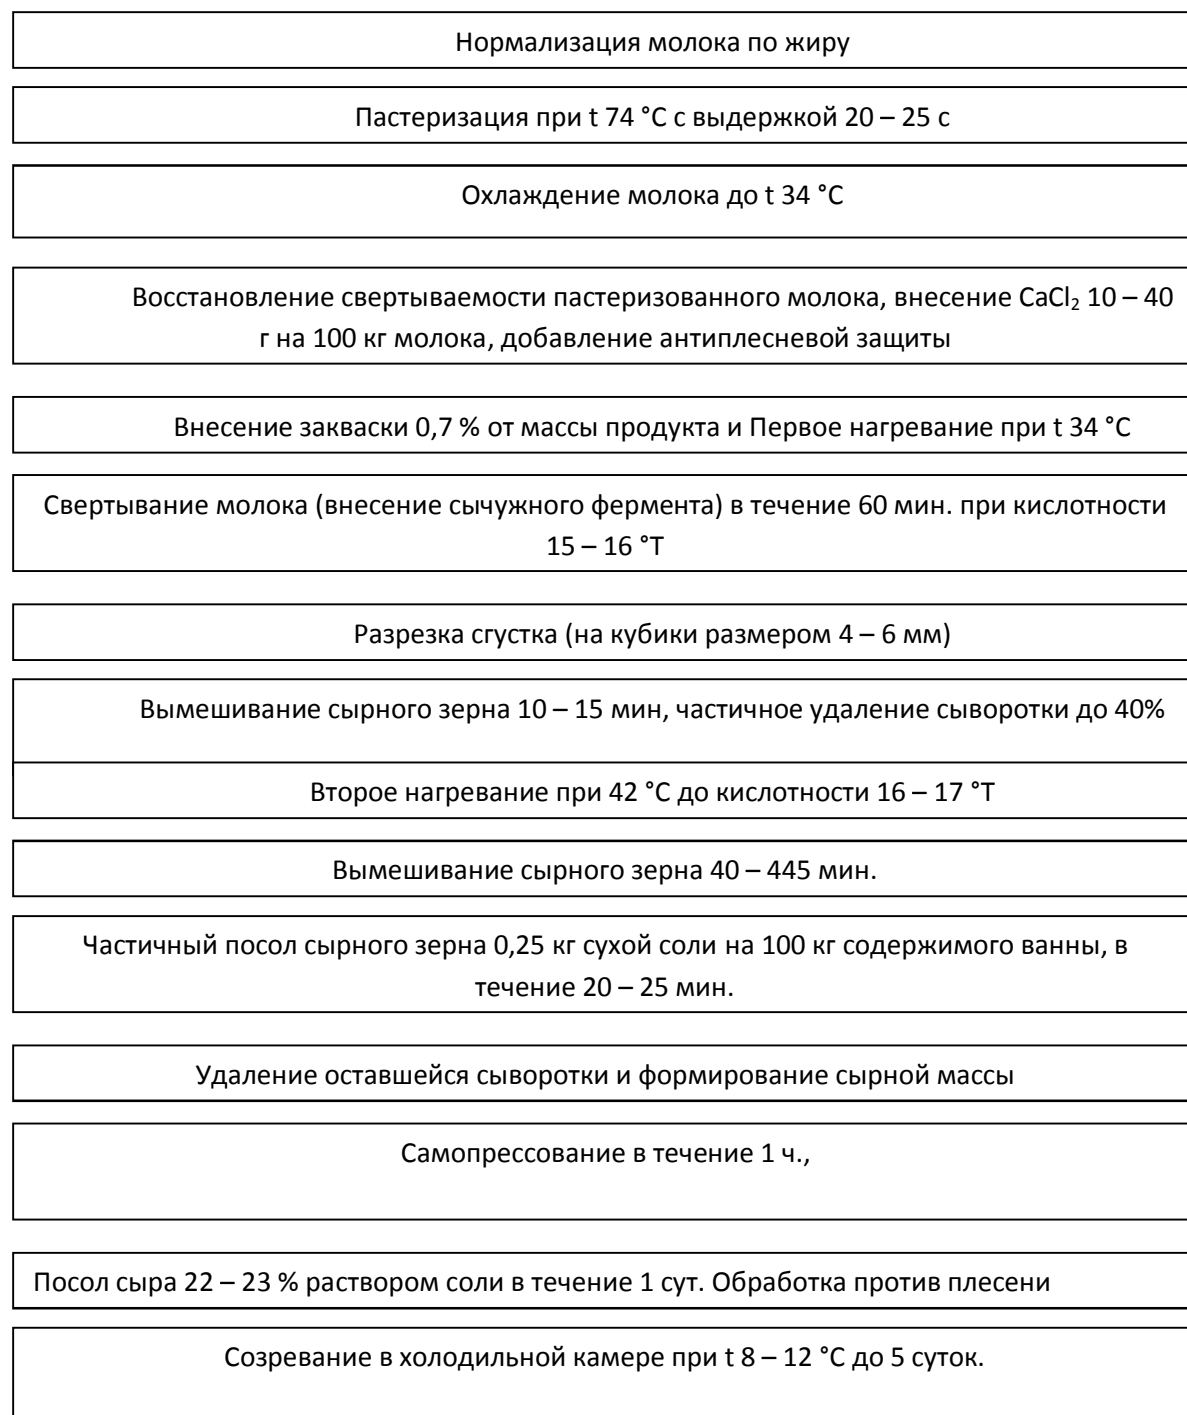 Нормализация молока по жиру
Пастеризация при t 74 °С с выдержкой 20 – 25 с
Охлаждение молока до t 34 °С
Восстановление свертываемости пастеризованного молока, внесение CaCl₂ 10 – 40
г на 100 кг молока, добавление антиплесневой защиты
Внесение закваски 0,7 % от массы продукта и Первое нагревание при t 34 °С
Свертывание молока (внесение сычужного фермента) в течение 60 мин. при кислотности
15 – 16 °Т
Разрезка сгустка (на кубики размером 4 – 6 мм)
Вымешивание сырного зерна 10 – 15 мин, частичное удаление сыворотки до 40%
Второе нагревание при 42 °С до кислотности 16 – 17 °Т
Вымешивание сырного зерна 40 – 445 мин.
Частичный посол сырного зерна 0,25 кг сухой соли на 100 кг содержимого ванны, в
течение 20 – 25 мин.
Удаление оставшейся сыворотки и формирование сырной массы
Самопрессование в течение 1 ч.,
Посол сыра 22 – 23 % раствором соли в течение 1 сут. Обработка против плесени
Созревание в холодильной камере при t 8 – 12 °С до 5 суток.